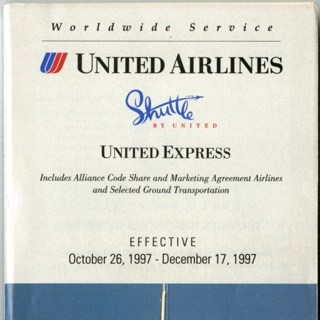 Worldwide Service
UNITED AIRLINES
Shuttle
BY UNITED
UNITED EXPRESS
Includes Alliance Code Share and Marketing Agreement Airlines
and Selected Ground Transportation
EFFECTIVE
October 26, 1997 - December 17, 1997